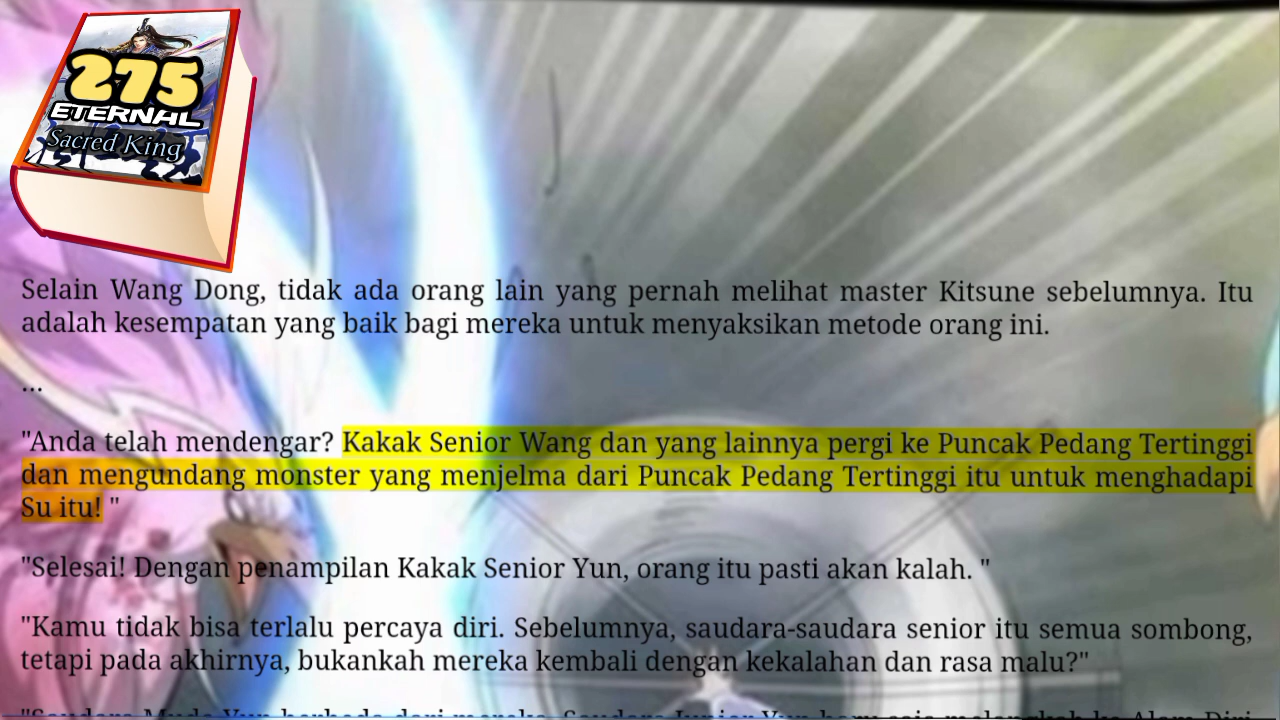 275
ETERNAL
Sacred King
Selain Wang Dong, tidak ada orang lain yang pernah melihat master Kitsune sebelumnya. Itu
adalah kesempatan yang baik bagi mereka untuk menyaksikan metode orang ini.
...
"Anda telah mendengar? Kakak Senior Wang dan yang lainnya pergi ke Puncak Pedang Tertinggi
dan mengundang monster yang menjelma dari Puncak Pedang Tertinggi itu untuk menghadapi
Su itu! "
"Selesai! Dengan penampilan Kakak Senior Yun, orang itu pasti akan kalah. "
"Kamu tidak bisa terlalu percaya diri. Sebelumnya, saudara-saudara senior itu semua sombong,
tetapi pada akhirnya, bukankah mereka kembali dengan kekalahan dan rasa malu?"